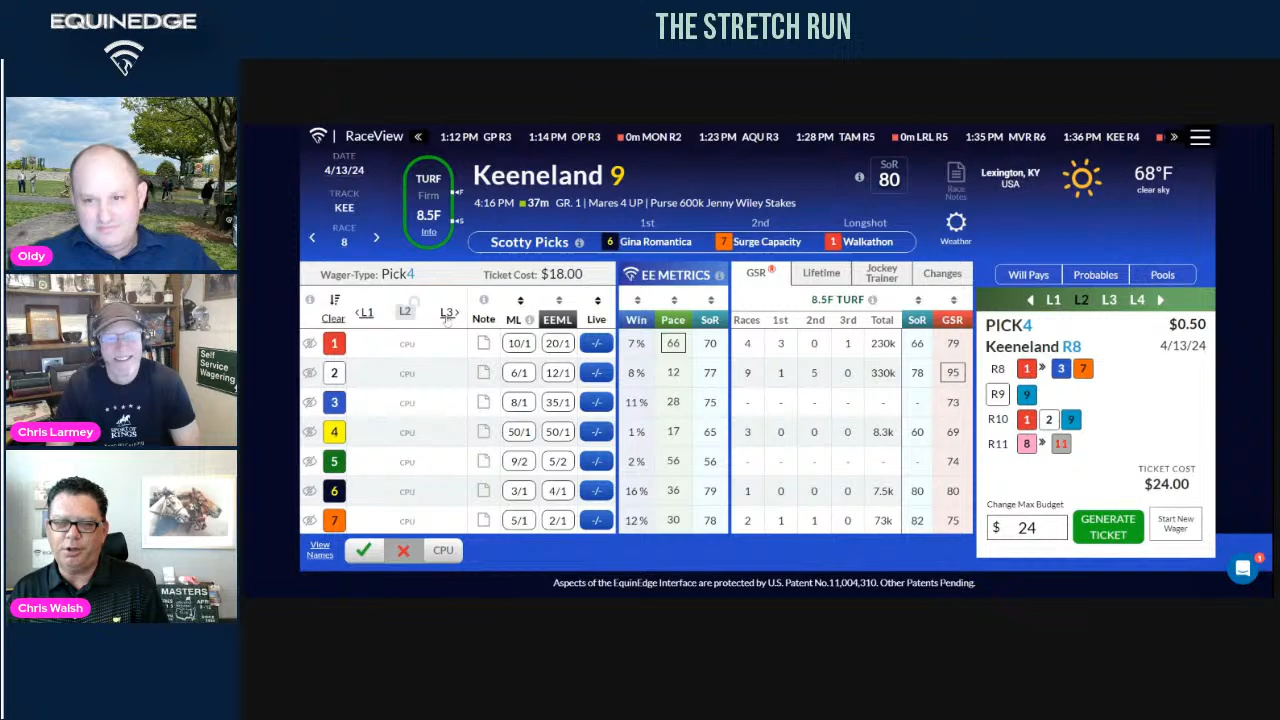 EQUINEDGE
THE STRETCH RUN
Oldy
Chris Larmey
Self
Service
Wagering
SPORT OF
KINGS
Chris Walsh
MASTERS
RaceView « 1:12 PM GP R3 1:14 PM OP R3 0m MON R2 1:23 PM AQU R3 1:28 PM TAM R5 0m LRL R5 1:35 PM MVR R6 1:36 PM KEE R4 »
DATE
4/13/24
TRACK
KEE
RACE
8
TURF
Firm
8.5F
Info
F
S
Keeneland 9
SoR
80
4:16 PM 37m GR. 1 | Mares 4 UP | Purse 600k Jenny Wiley Stakes
1st 2nd Longshot
Scotty Picks 6 Gina Romantica 7 Surge Capacity 1 Walkathon
Race
Notes
Lexington, KY
USA
68°F
clear sky
Weather
Wager-Type: Pick4 Ticket Cost: $18.00
EE METRICS
GSR Lifetime Jockey Trainer Changes
8.5F TURF
Clear <L1 L2 L3> Note ML EEML Live Win Pace SoR Races 1st 2nd 3rd Total SoR GSR
1 CPU 10/1 20/1 -/- 7 % 66 70 4 3 0 1 230k 66 79
2 CPU 6/1 12/1 -/- 8 % 12 77 9 1 5 0 330k 78 95
3 CPU 8/1 35/1 -/- 11 % 28 75 - - - - - - 73
4 CPU 50/1 50/1 -/- 1 % 17 65 3 0 0 0 8.3k 60 69
5 CPU 9/2 5/2 -/- 2 % 56 56 - - - - - - 74
6 CPU 3/1 4/1 -/- 16 % 36 79 1 0 0 0 7.5k 80 80
7 CPU 5/1 2/1 -/- 12 % 30 78 2 1 1 0 73k 82 75
View
Names
CPU
Will Pays Probables Pools
L1 L2 L3 L4
PICK4 $0.50
Keeneland R8 4/13/24
R8 1 » 3 7
R9 9
R10 1 2 9
R11 8 » 11
TICKET COST
$24.00
Change Max Budget
$ 24
GENERATE
TICKET
Start New
Wager
1
Aspects of the EquinEdge Interface are protected by U.S. Patent No.11,004,310. Other Patents Pending.